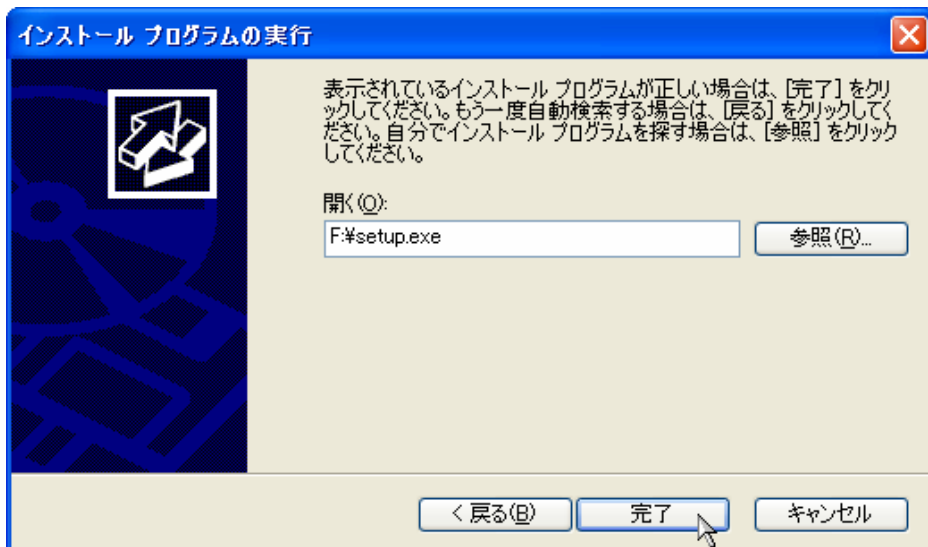 インストール プログラムの実行
表示されているインストール プログラムが正しい場合は、[完了] をクリ
ックしてください。もう一度自動検索する場合は、[戻る] をクリックしてく
ださい。自分でインストール プログラムを探す場合は、[参照] をクリック
してください。
開く(O):
F:¥setup.exe
参照(R)...
< 戻る(B)
完了
キャンセル